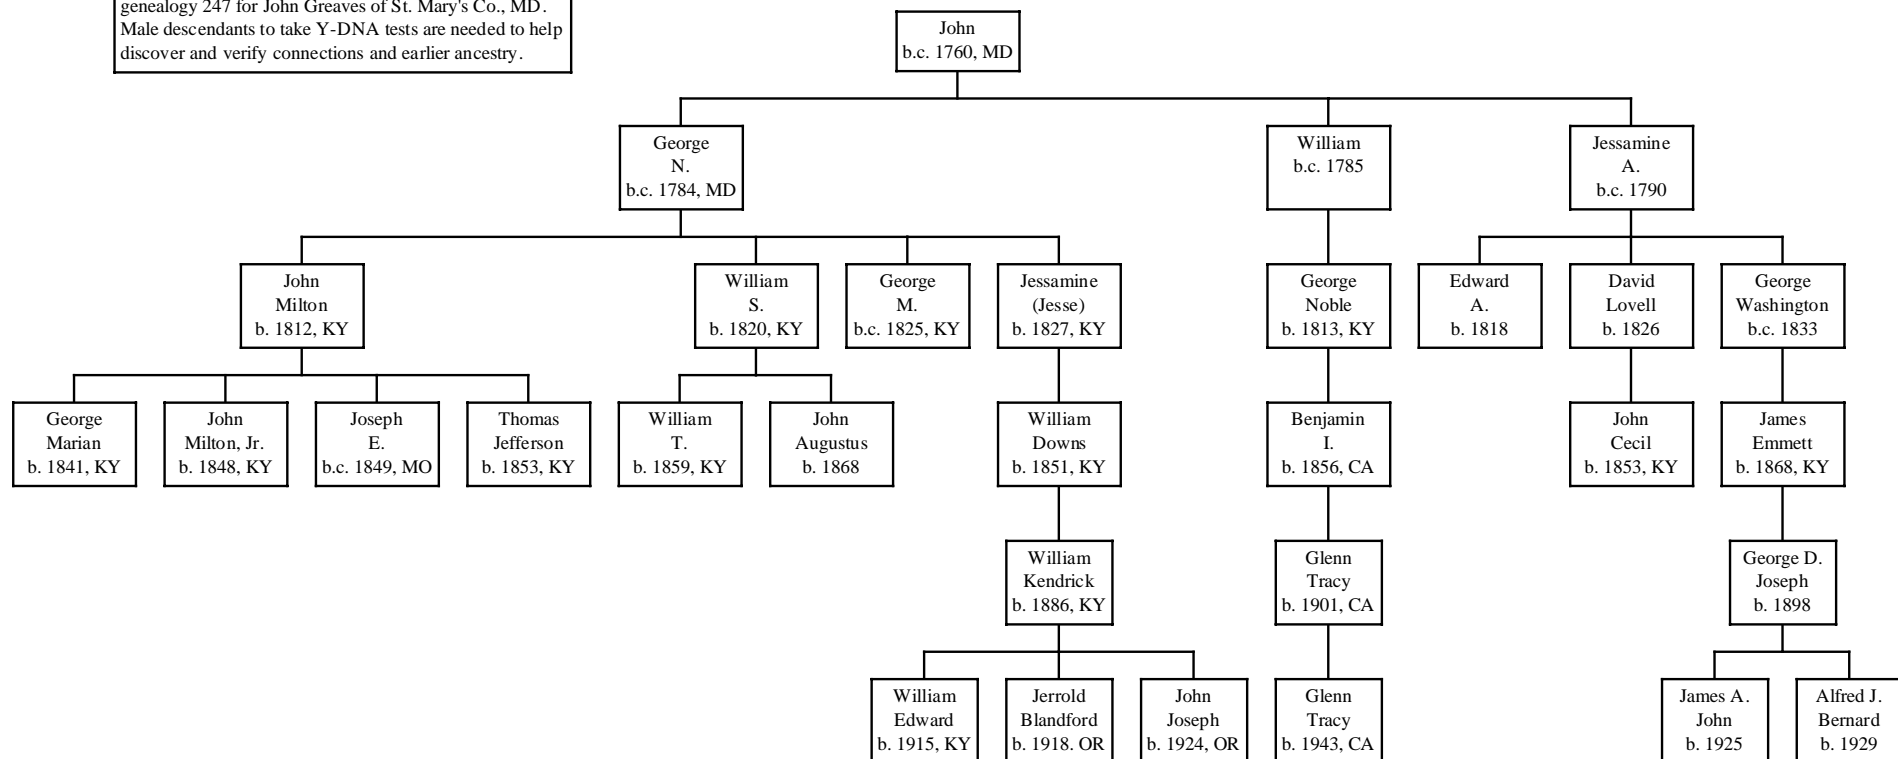 genealogy 247 for John Greaves of St. Mary's Co., MD.
Male descendants to take Y-DNA tests are needed to help
discover and verify connections and earlier ancestry.
John
b.c. 1760, MD
George
N.
b.c. 1784, MD
William
b.c. 1785
Jessamine
A.
b.c. 1790
John
Milton
b. 1812, KY
William
S.
b. 1820, KY
George
M.
b.c. 1825, KY
Jessamine
(Jesse)
b. 1827, KY
George
Noble
b. 1813, KY
Edward
A.
b. 1818
David
Lovell
b. 1826
George
Washington
b.c. 1833
George
Marian
b. 1841, KY
John
Milton, Jr.
b. 1848, KY
Joseph
E.
b.c. 1849, MO
Thomas
Jefferson
b. 1853, KY
William
T.
b. 1859, KY
John
Augustus
b. 1868
William
Downs
b. 1851, KY
Benjamin
I.
b. 1856, CA
John
Cecil
b. 1853, KY
James
Emmett
b. 1868, KY
William
Kendrick
b. 1886, KY
Glenn
Tracy
b. 1901, CA
George D.
Joseph
b. 1898
William
Edward
b. 1915, KY
Jerrold
Blandford
b. 1918. OR
John
Joseph
b. 1924, OR
Glenn
Tracy
b. 1943, CA
James A.
John
b. 1925
Alfred J.
Bernard
b. 1929